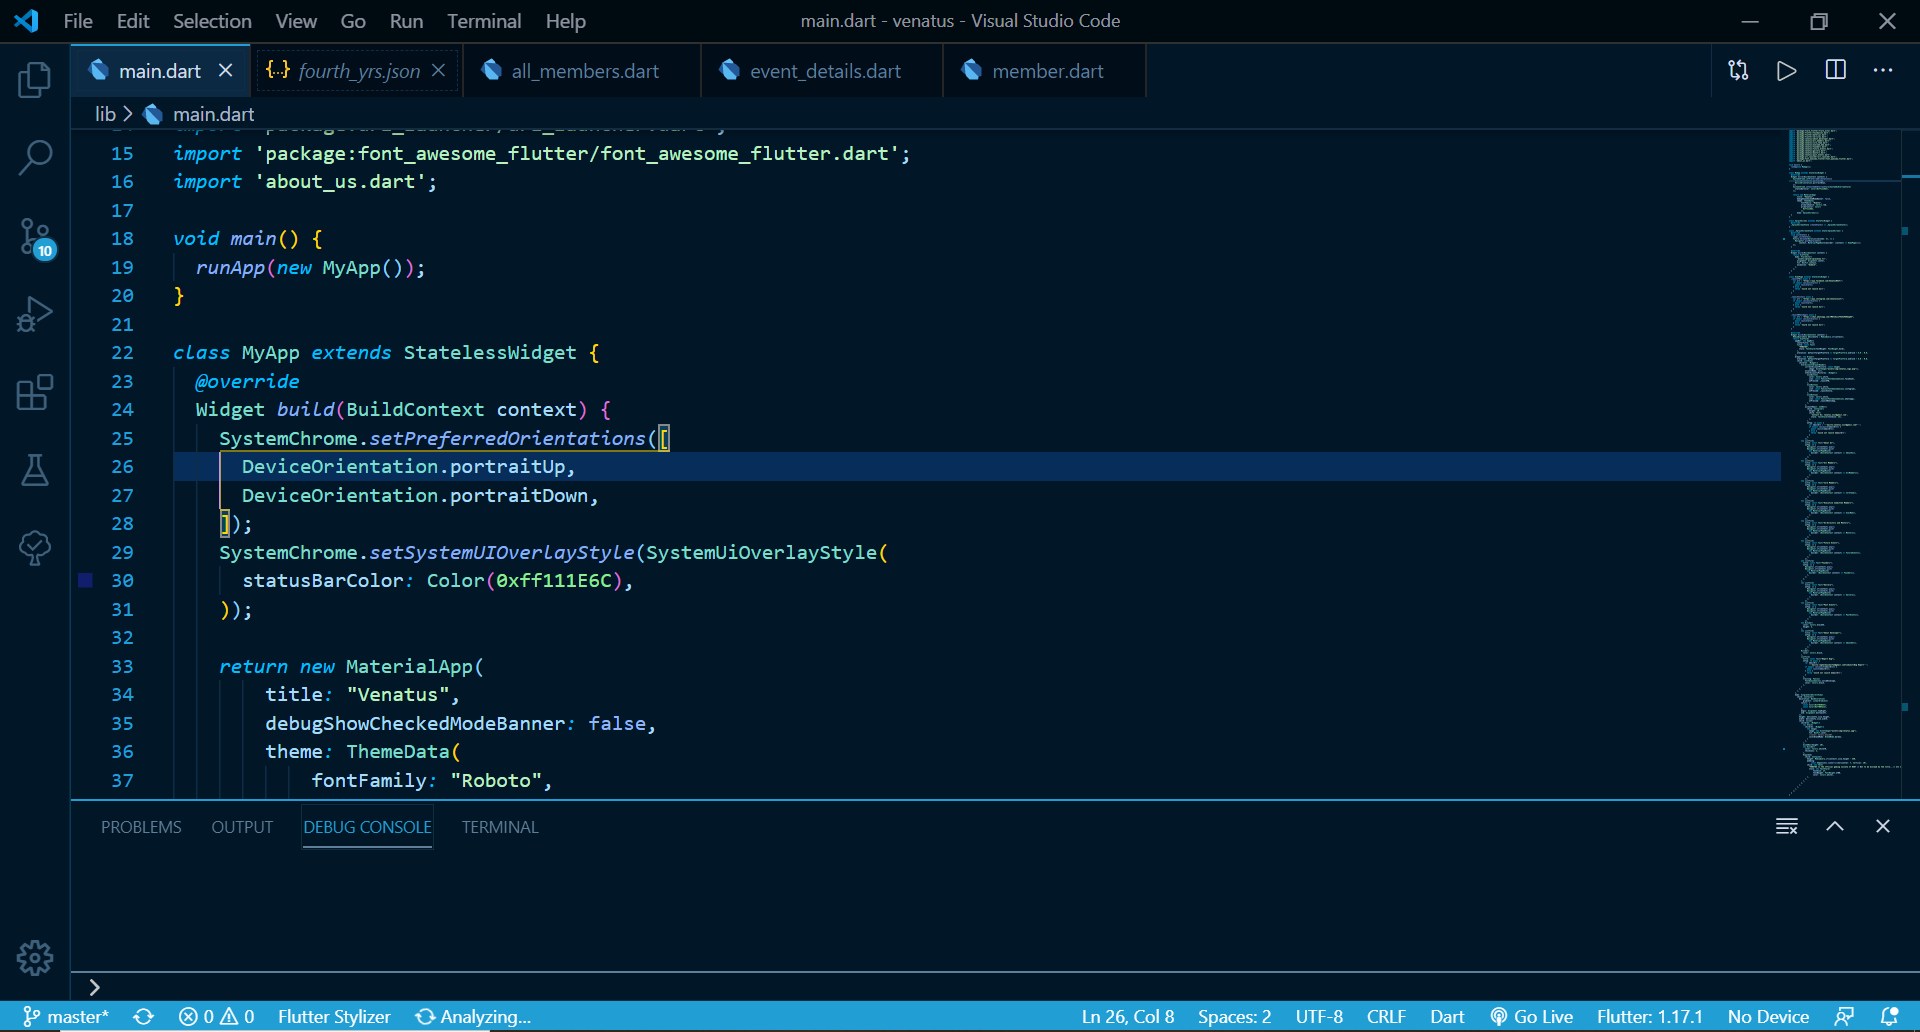 File Edit Selection View Go Run Terminal Help
main.dart - venatus - Visual Studio Code
main.dart
fourth_yrs.json
all_members.dart
event_details.dart
member.dart
lib > main.dart
15 import 'package:font_awesome_flutter/font_awesome_flutter.dart';
16 import 'about_us.dart';
17
18 void main() {
19 runApp(new MyApp());
20 }
21
22 class MyApp extends StatelessWidget {
23 @override
24 Widget build(BuildContext context) {
25 SystemChrome.setPreferredOrientations([
26 DeviceOrientation.portraitUp,
27 DeviceOrientation.portraitDown,
28 ]);
29 SystemChrome.setSystemUIOverlayStyle(SystemUiOverlayStyle(
30 statusBarColor: Color(0xff111E6C),
31 ));
32
33 return new MaterialApp(
34 title: "Venatus",
35 debugShowCheckedModeBanner: false,
36 theme: ThemeData(
37 fontFamily: "Roboto",
10
PROBLEMS OUTPUT DEBUG CONSOLE TERMINAL
master* 0 0 Flutter Stylizer Analyzing... Ln 26, Col 8 Spaces: 2 UTF-8 CRLF Dart Go Live Flutter: 1.17.1 No Device